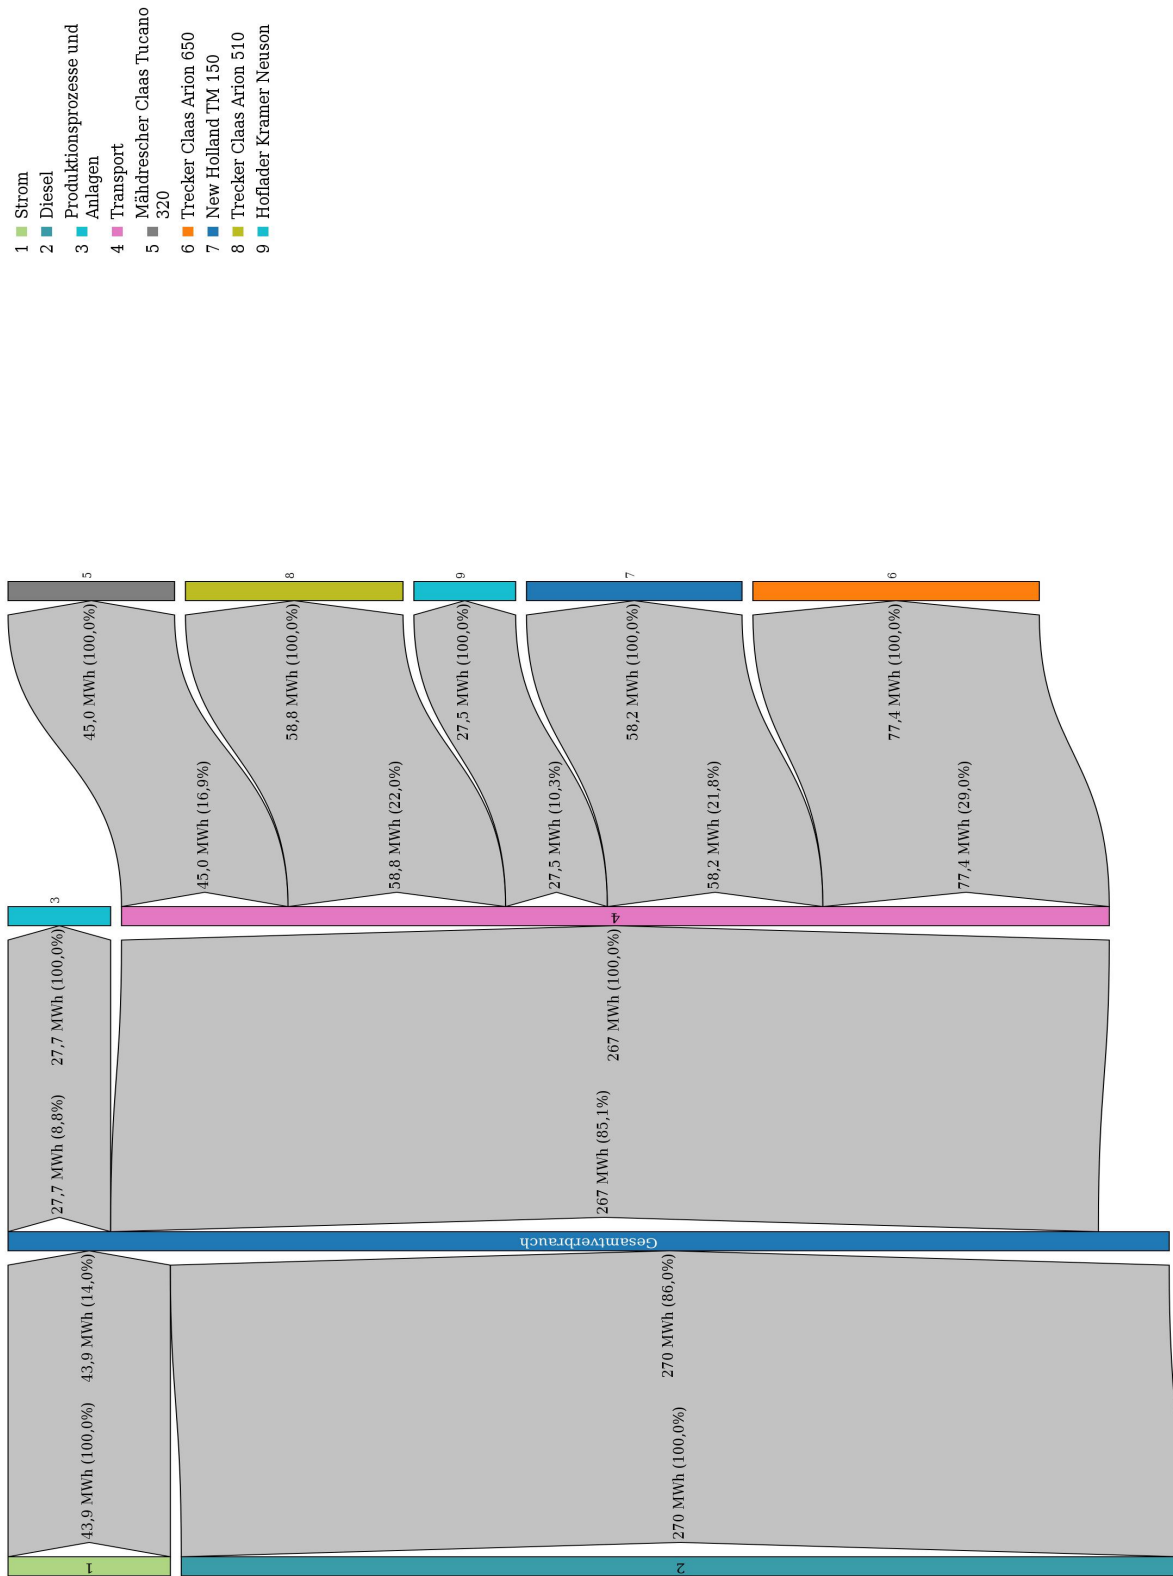 1 Strom
2 Diesel
3 Produktionsprozesse und
Anlagen
4 Transport
5 Mähdrescher Claas Tucano
320
6 Trecker Claas Arion 650
7 New Holland TM 150
8 Trecker Claas Arion 510
9 Hoflader Kramer Neuson
5
8
9
7
6
45,0 MWh (100,0%)
58,8 MWh (100,0%)
27,5 MWh (100,0%)
58,2 MWh (100,0%)
77,4 MWh (100,0%)
45,0 MWh (16,9%)
58,8 MWh (22,0%)
27,5 MWh (10,3%)
58,2 MWh (21,8%)
77,4 MWh (29,0%)
3
4
27,7 MWh (100,0%)
267 MWh (100,0%)
27,7 MWh (8,8%)
267 MWh (85,1%)
Gesamtverbrauch
43,9 MWh (14,0%)
270 MWh (86,0%)
43,9 MWh (100,0%)
270 MWh (100,0%)
1
2